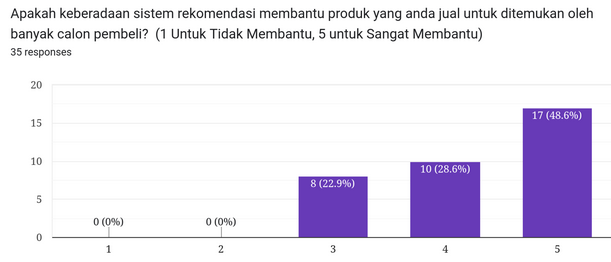 Apakah keberadaan sistem rekomendasi membantu produk yang anda jual untuk ditemukan oleh
banyak calon pembeli? (1 Untuk Tidak Membantu, 5 untuk Sangat Membantu)
35 responses
20
15
10
5
0
0 (0%)
0 (0%)
8 (22.9%)
10 (28.6%)
17 (48.6%)
1 2 3 4 5